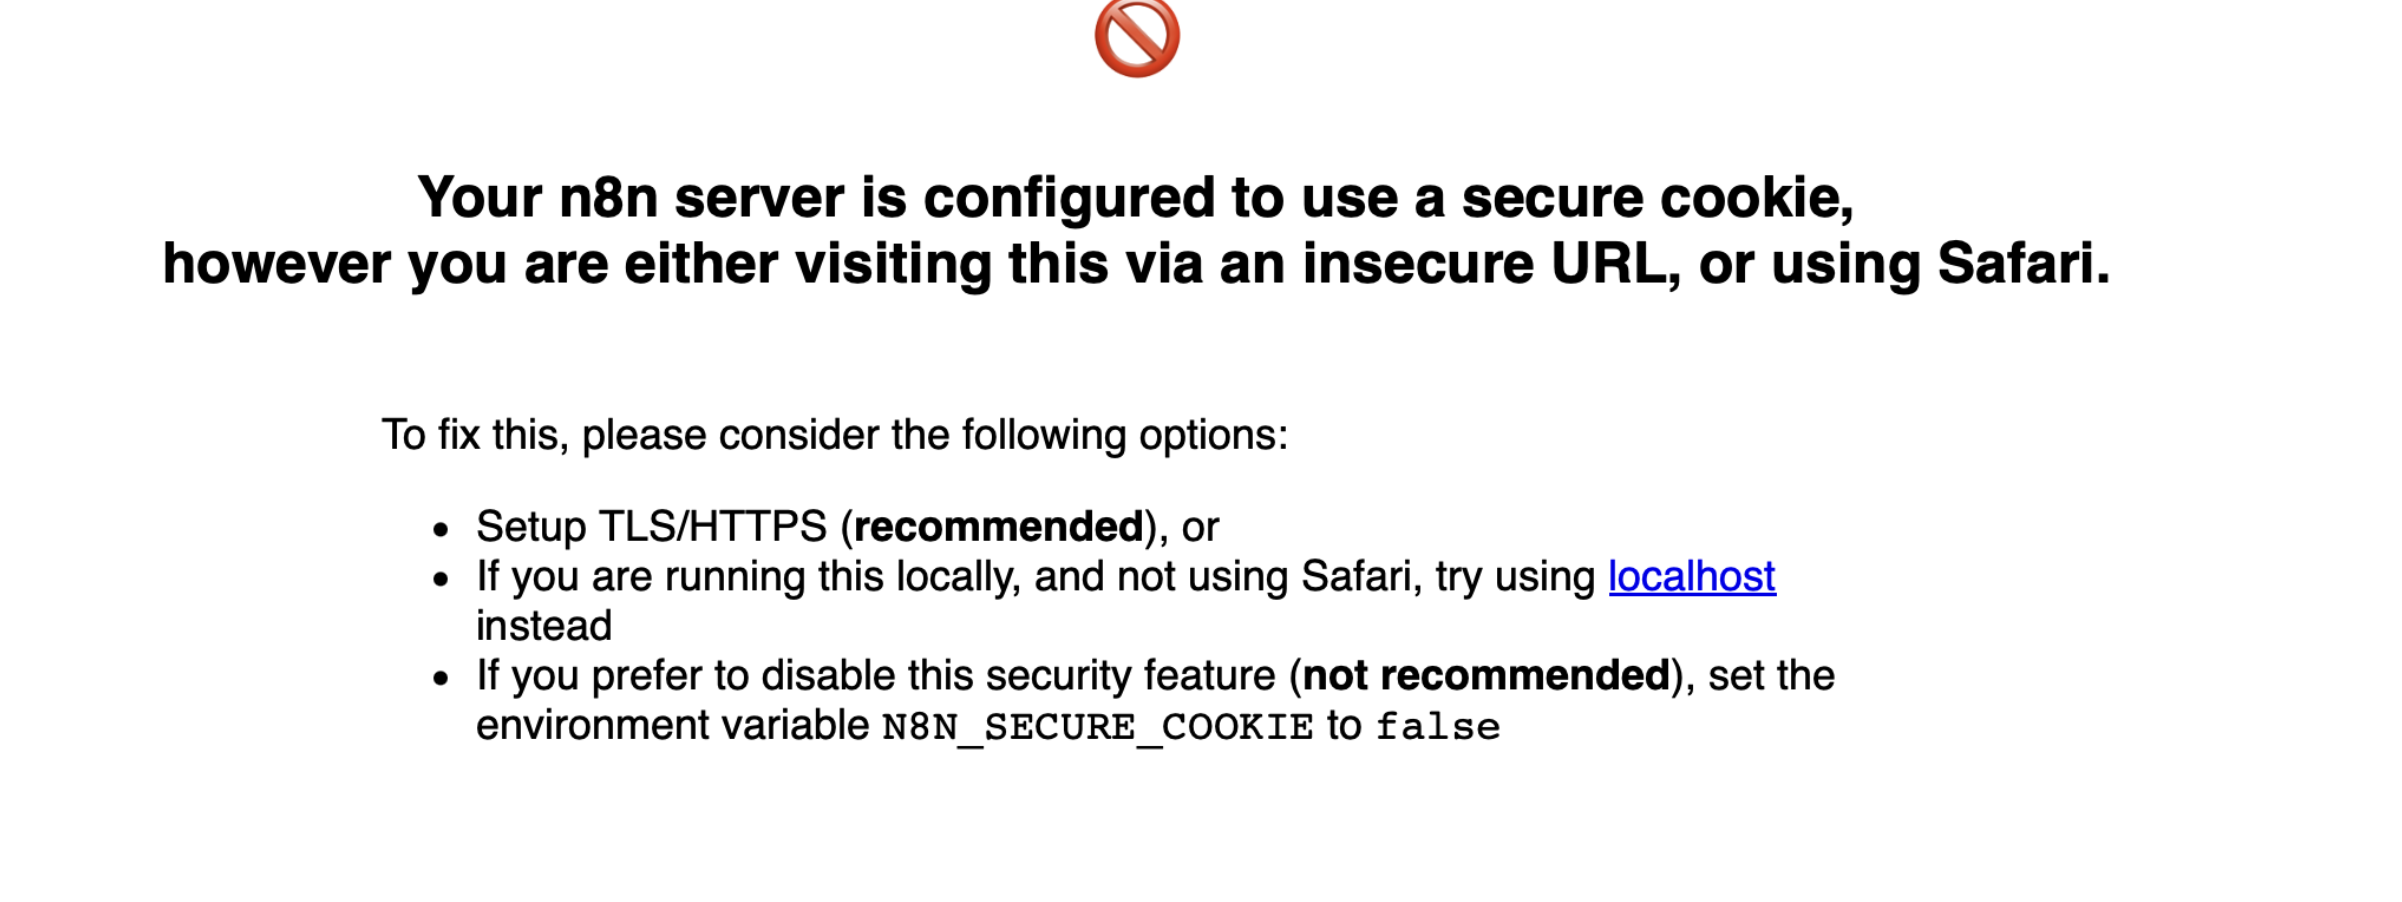 Your n8n server is configured to use a secure cookie,
however you are either visiting this via an insecure URL, or using Safari.
To fix this, please consider the following options:
• Setup TLS/HTTPS (recommended), or
• If you are running this locally, and not using Safari, try using localhost
instead
• If you prefer to disable this security feature (not recommended), set the
environment variable N8N_SECURE_COOKIE to false